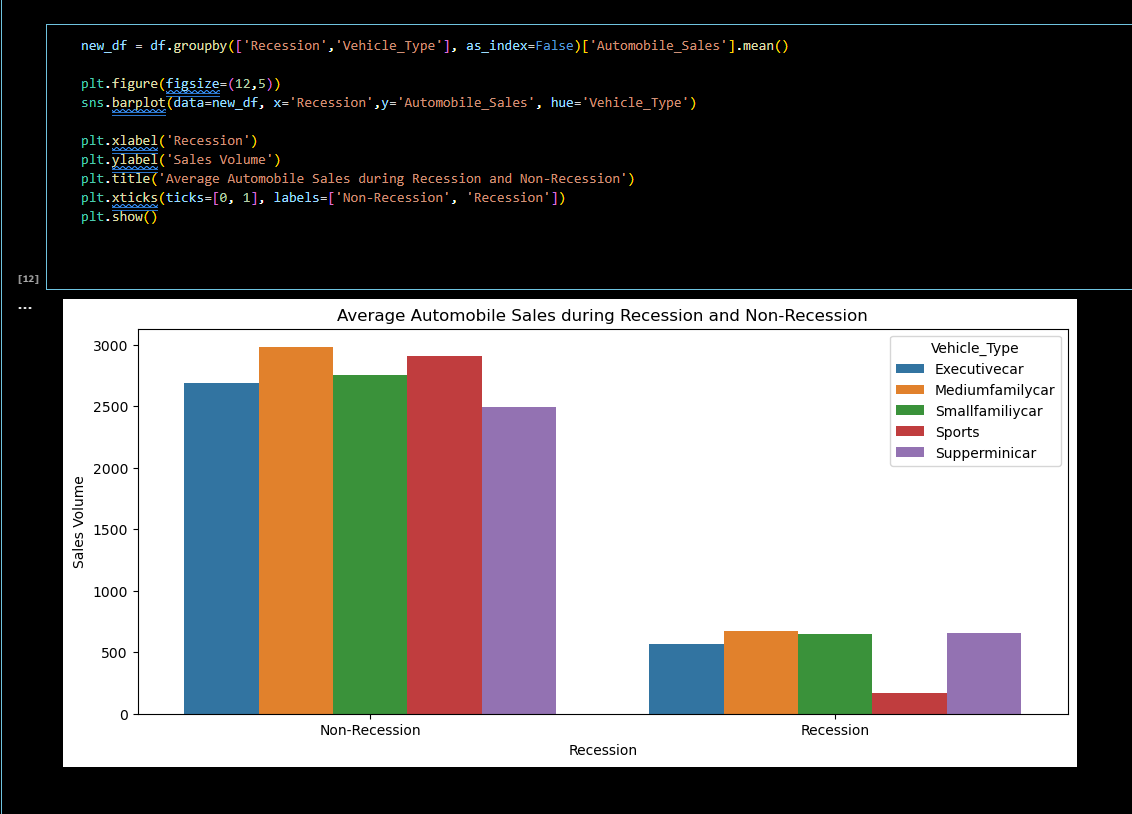 new_df = df.groupby(['Recession','Vehicle_Type'], as_index=False)['Automobile_Sales'].mean()
plt.figure(figsize=(12,5))
sns.barplot(data=new_df, x='Recession',y='Automobile_Sales', hue='Vehicle_Type')
plt.xlabel('Recession')
plt.ylabel('Sales Volume')
plt.title('Average Automobile Sales during Recession and Non-Recession')
plt.xticks(ticks=[0, 1], labels=['Non-Recession', 'Recession'])
plt.show()
[12]
...
Average Automobile Sales during Recession and Non-Recession
Vehicle_Type
Executivecar
Mediumfamilycar
Smallfamiliycar
Sports
Supperminicar
3000
2500
2000
1500
1000
500
0
Sales Volume
Non-Recession
Recession
Recession